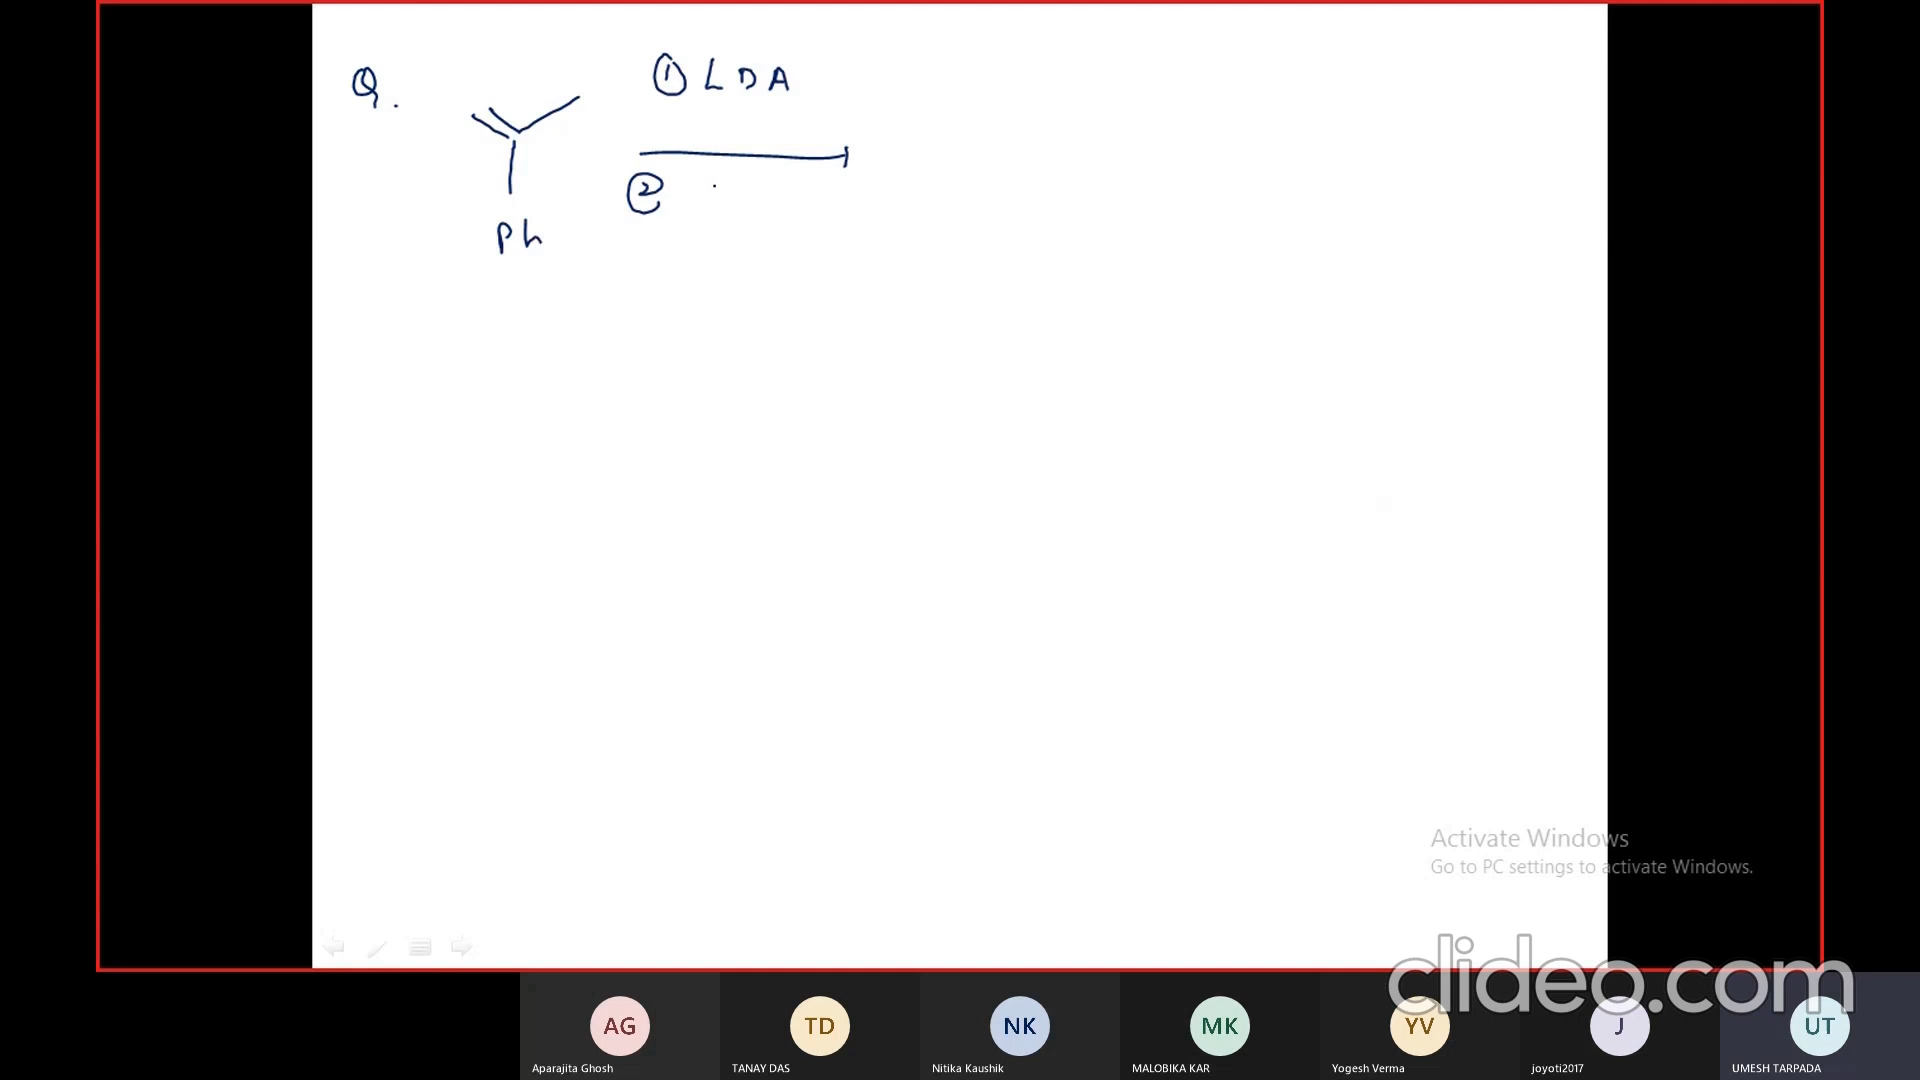 Q. ① LDA
②
Ph
Activate Windows
Go to PC settings to activate Windows.
clideo.com
AG TD NK MK YV J UT
Aparajita Ghosh TANAY DAS Nitika Kaushik MALOBIKA KAR Yogesh Verma joyoti2017 UMESH TARPADA